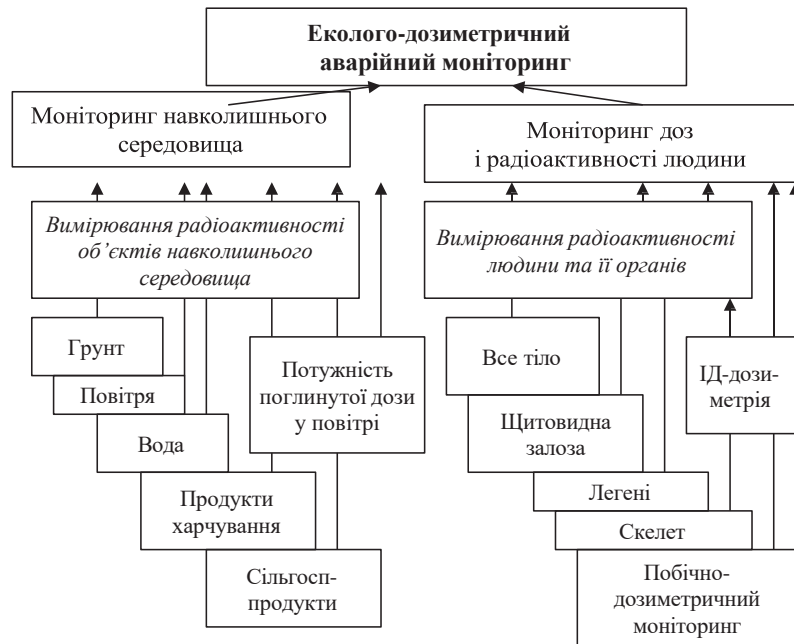 Еколого-дозиметричний
аварійний моніторинг
Моніторинг навколишнього
середовища
Моніторинг доз
і радіоактивності людини
Вимірювання радіоактивності
об’єктів навколишнього
середовища
Вимірювання радіоактивності
людини та її органів
Грунт
Повітря
Вода
Продукти
харчування
Сільгосп-
продукти
Потужність
поглинутої дози
у повітрі
Все тіло
Щитовидна
залоза
Легені
Скелет
Побічно-
дозиметричний
моніторинг
ІД-дози-
метрія